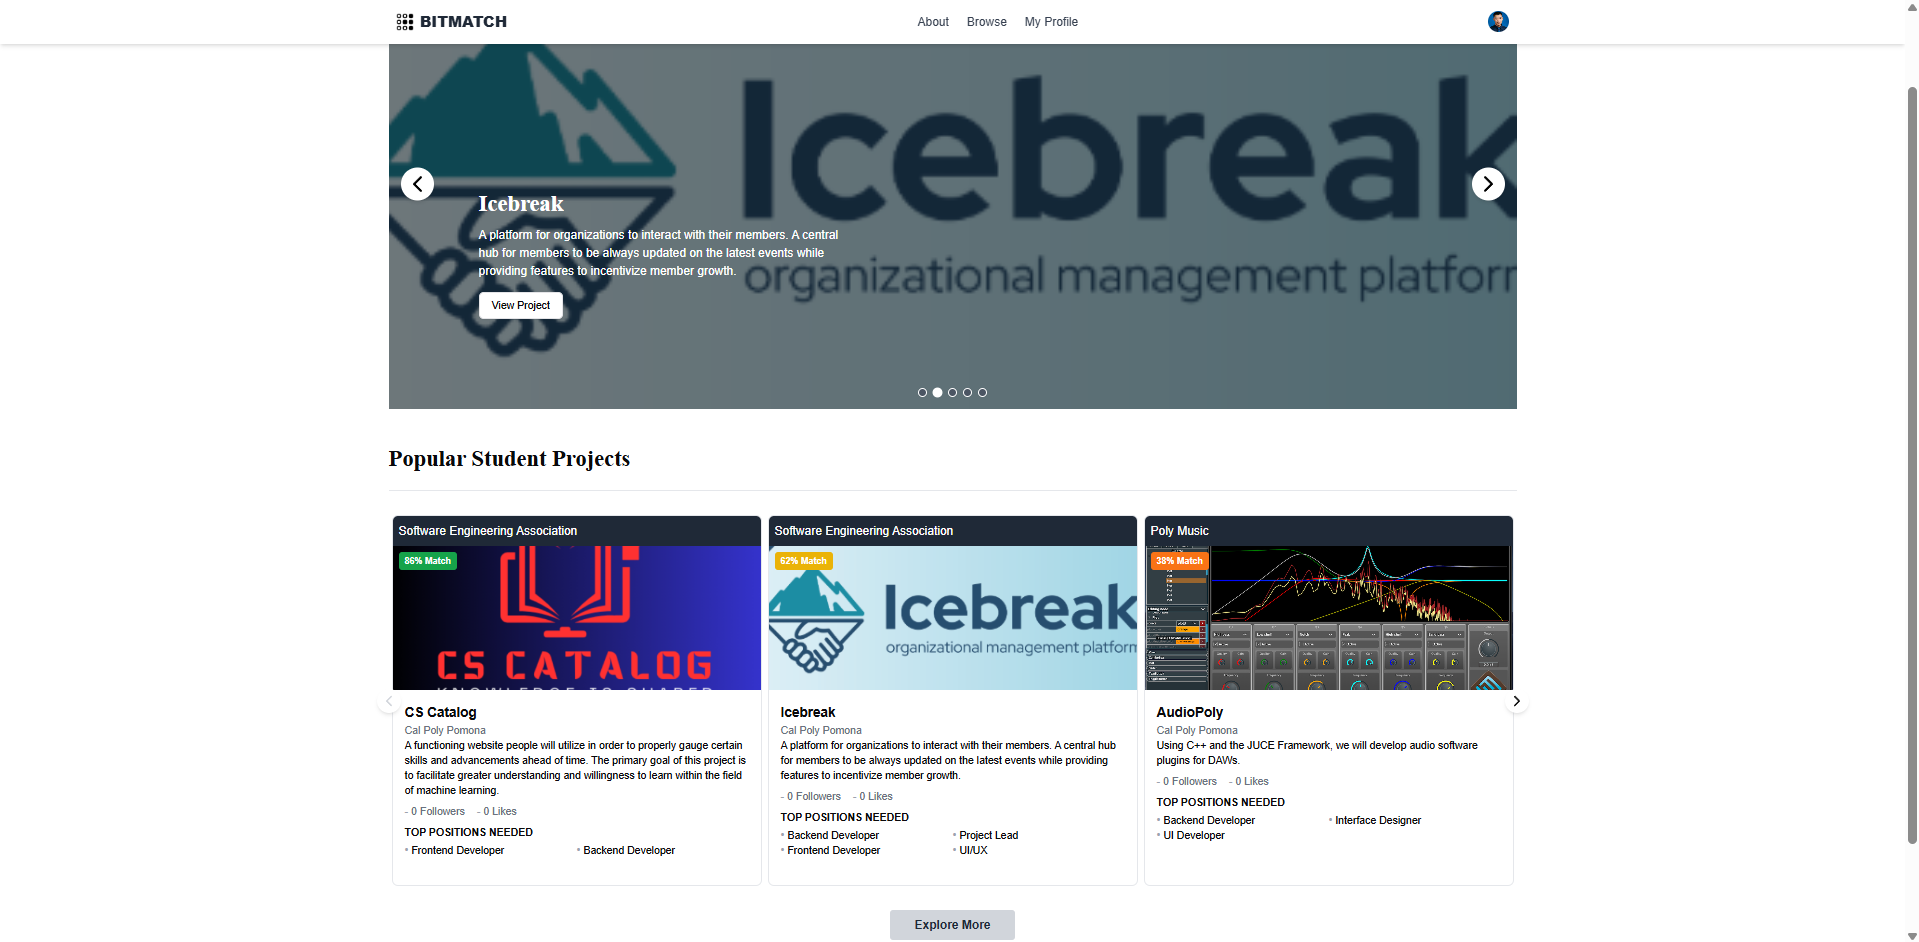 BITMATCH
About
Browse
My Profile
Icebreak
organizational management platform
Icebreak
A platform for organizations to interact with their members. A central
hub for members to be always updated on the latest events while
providing features to incentivize member growth.
View Project
Popular Student Projects
Software Engineering Association
86% Match
CS CATALOG
CS Catalog
Cal Poly Pomona
A functioning website people will utilize in order to properly gauge certain
skills and advancements ahead of time. The primary goal of this project is
to facilitate greater understanding and willingness to learn within the field
of machine learning.
- 0 Followers
- 0 Likes
TOP POSITIONS NEEDED
Frontend Developer
Backend Developer
Software Engineering Association
62% Match
Icebreak
organizational management platform
Icebreak
Cal Poly Pomona
A platform for organizations to interact with their members. A central hub
for members to be always updated on the latest events while providing
features to incentivize member growth.
- 0 Followers
- 0 Likes
TOP POSITIONS NEEDED
Backend Developer
Project Lead
Frontend Developer
UI/UX
Poly Music
38% Match
AudioPoly
Cal Poly Pomona
Using C++ and the JUCE Framework, we will develop audio software
plugins for DAWs.
- 0 Followers
- 0 Likes
TOP POSITIONS NEEDED
Backend Developer
Interface Designer
UI Developer
Explore More